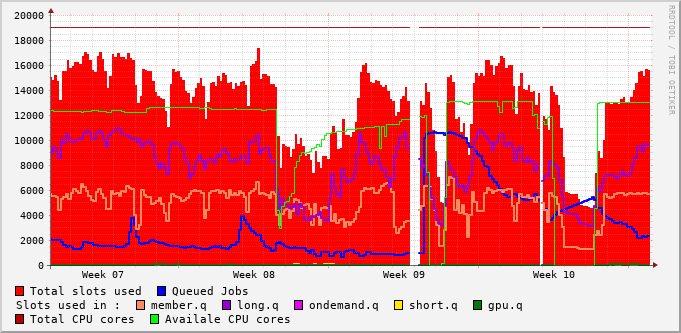 20000
18000
16000
14000
12000
10000
8000
6000
4000
2000
0
Week 07 Week 08 Week 09 Week 10
Total slots used Queued Jobs
Slots used in : member.q long.q ondemand.q short.q gpu.q
Total CPU cores Availale CPU cores
RRDTOOL / TOBI OETIKER